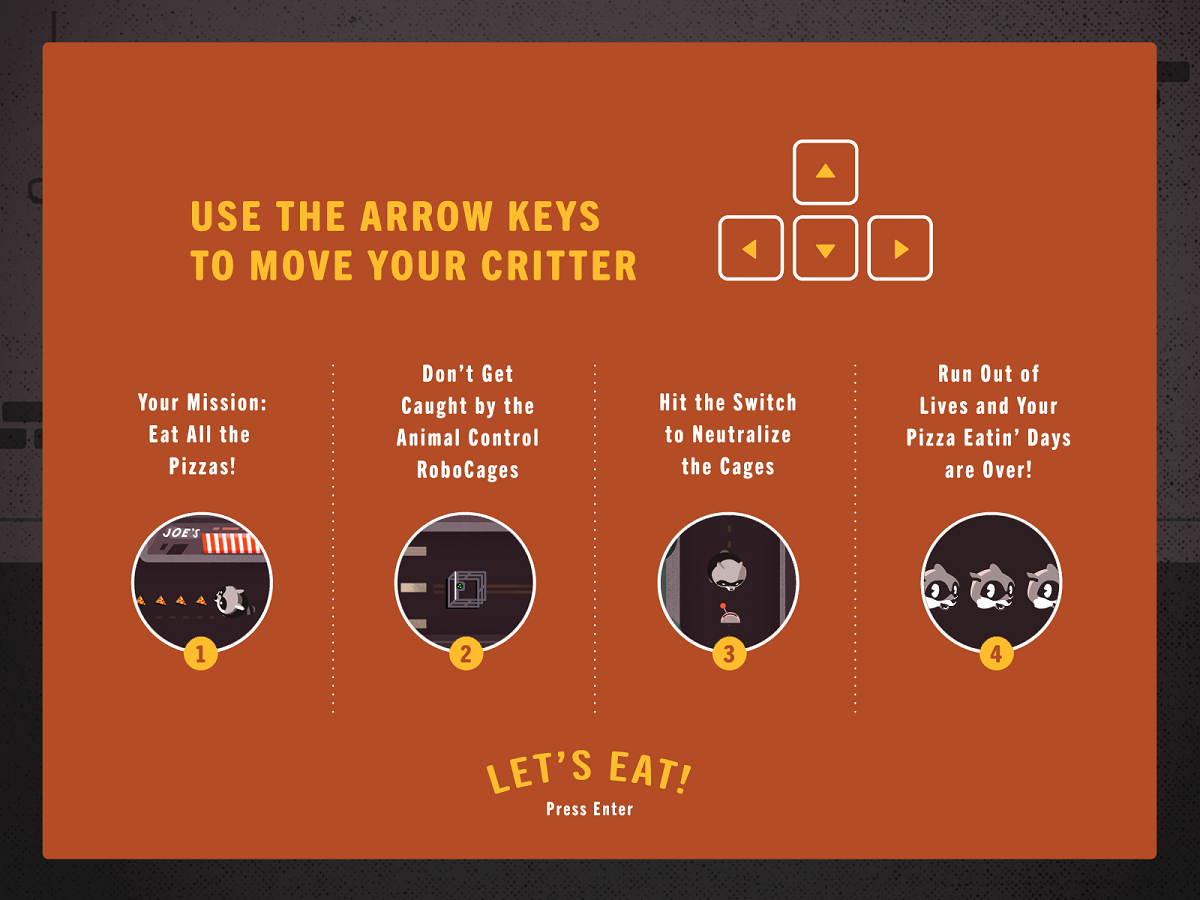 USE THE ARROW KEYS
TO MOVE YOUR CRITTER
Your Mission:
Eat All the
Pizzas!
JOE'S
1
Don't Get
Caught by the
Animal Control
RoboCages
2
Hit the Switch
to Neutralize
the Cages
3
Run Out of
Lives and Your
Pizza Eatin' Days
are Over!
4
LET'S EAT!
Press Enter